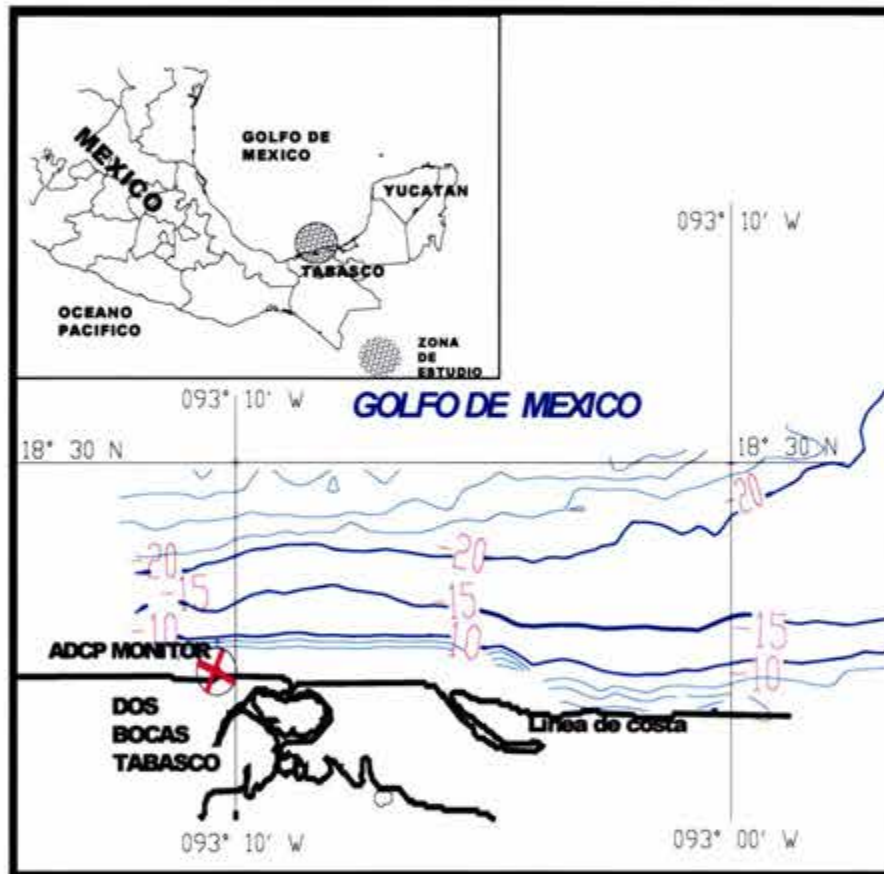 GOLFO DE
MEXICO
MEXICO
YUCATAN
TABASCO
OCEANO
PACIFICO
ZONA
DE
ESTUDIO
093° 10' W
093° 10' W
GOLFO DE MEXICO
18° 30 N
18° 30 N
-20
-20
-20
-15
-15
-15
-10
10
-10
ADCP MONITOR
DOS
BOCAS
TABASCO
Linea de costa
093° 10' W
093° 00' W